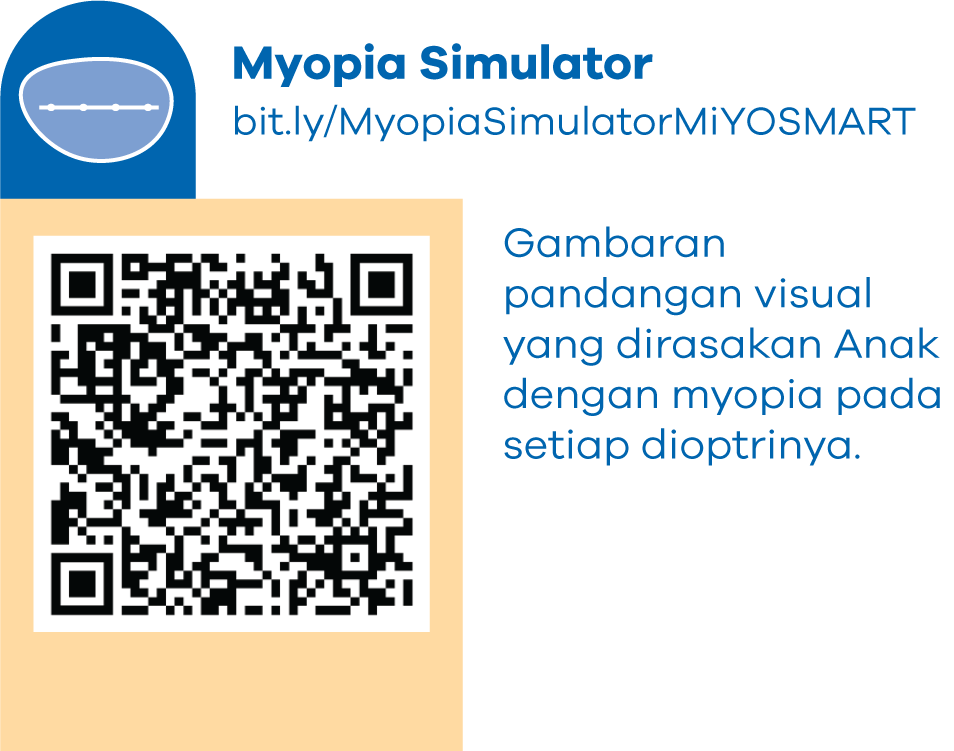 Myopia Simulator
bit.ly/MyopiaSimulatorMiYOSMART
Gambaran
pandangan visual
yang dirasakan Anak
dengan myopia pada
setiap dioptrinya.